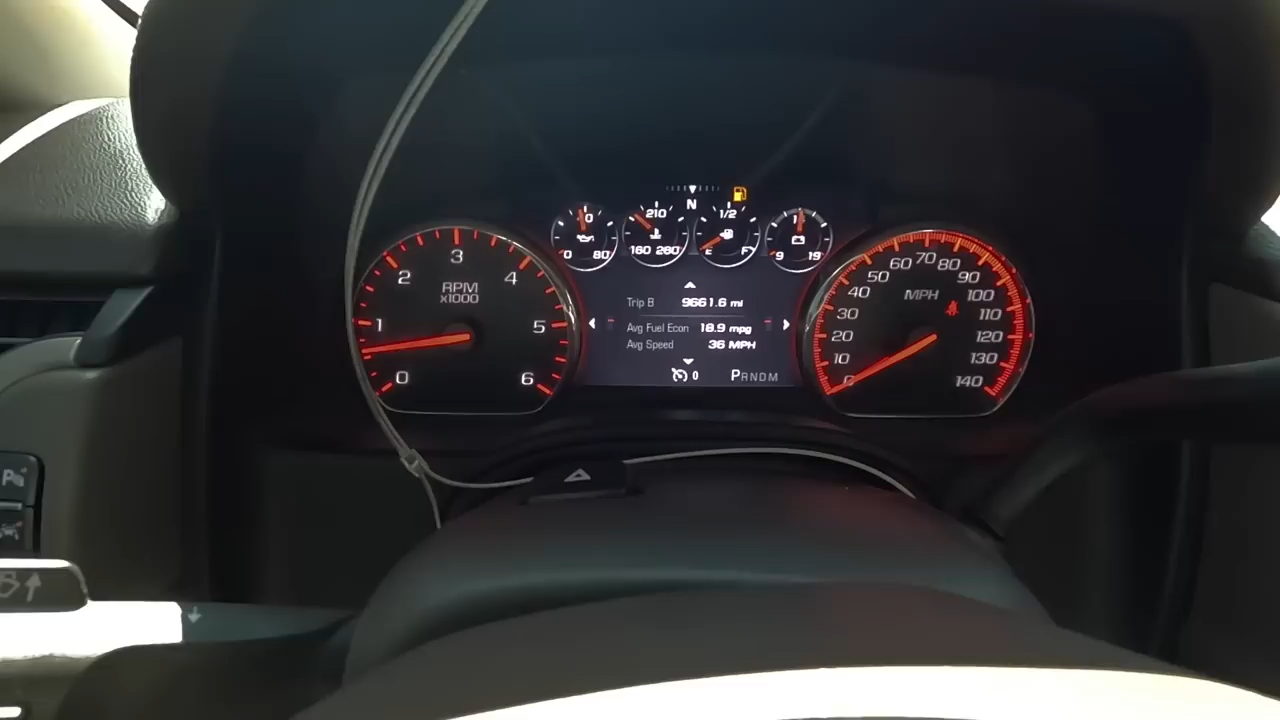 N
210
1/2
0 80
160 260
E F
9 19
Trip B 9661.6 mi
Avg Fuel Econ 18.9 mpg
Avg Speed 36 MPH
0 PRNDM
RPM
x1000
0 1 2 3 4 5 6
MPH
0 10 20 30 40 50 60 70 80 90 100 110 120 130 140